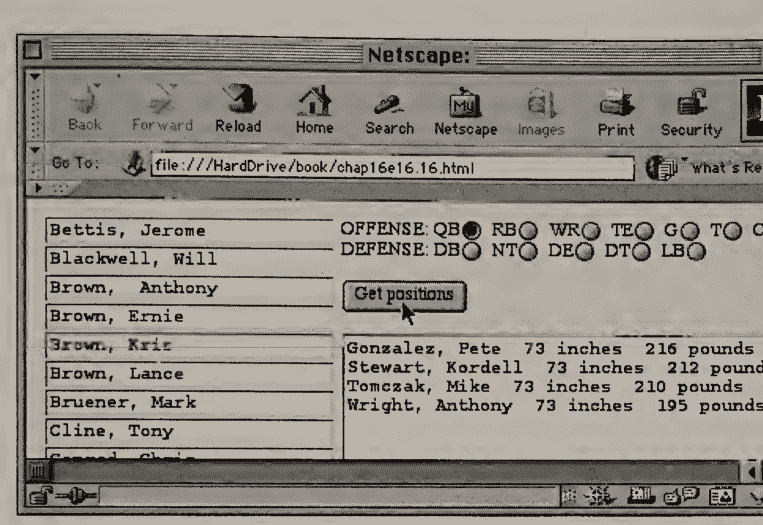 Netscape:
Back Forward Reload Home Search Netscape Images Print Security
My
Go To: file:///HardDrive/book/chap16e16.16.html What's Re
Bettis, Jerome
Blackwell, Will
Brown, Anthony
Brown, Ernie
Brown, Kris
Brown, Lance
Bruener, Mark
Cline, Tony
Conrad, Chris
OFFENSE: QB RB WR TE G T C
DEFENSE: DB NT DE DT LB
Get positions
Gonzalez, Pete 73 inches 216 pounds
Stewart, Kordell 73 inches 212 pound
Tomczak, Mike 73 inches 210 pounds
Wright, Anthony 73 inches 195 pounds